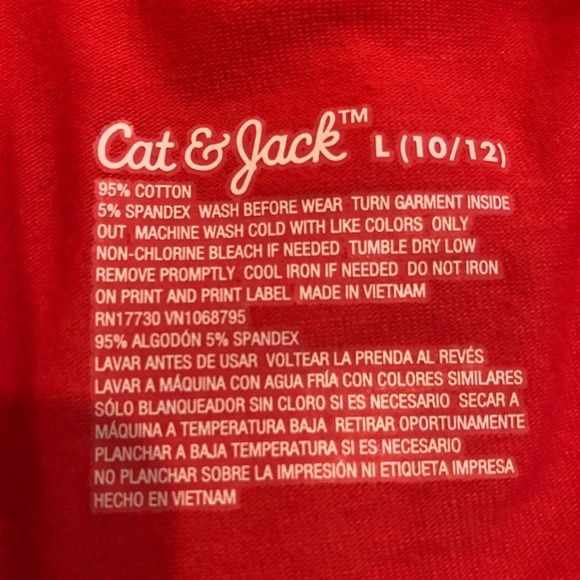 Cat & Jack™ L (10/12)
95% COTTON
5% SPANDEX WASH BEFORE WEAR TURN GARMENT INSIDE
OUT MACHINE WASH COLD WITH LIKE COLORS ONLY
NON-CHLORINE BLEACH IF NEEDED TUMBLE DRY LOW
REMOVE PROMPTLY COOL IRON IF NEEDED DO NOT IRON
ON PRINT AND PRINT LABEL MADE IN VIETNAM
RN17730 VN1068795
95% ALGODÓN 5% SPANDEX
LAVAR ANTES DE USAR VOLTEAR LA PRENDA AL REVÉS
LAVAR A MÁQUINA CON AGUA FRÍA CON COLORES SIMILARES
SÓLO BLANQUEADOR SIN CLORO SI ES NECESARIO SECAR A
MÁQUINA A TEMPERATURA BAJA RETIRAR OPORTUNAMENTE
PLANCHAR A BAJA TEMPERATURA SI ES NECESARIO
NO PLANCHAR SOBRE LA IMPRESIÓN NI ETIQUETA IMPRESA
HECHO EN VIETNAM